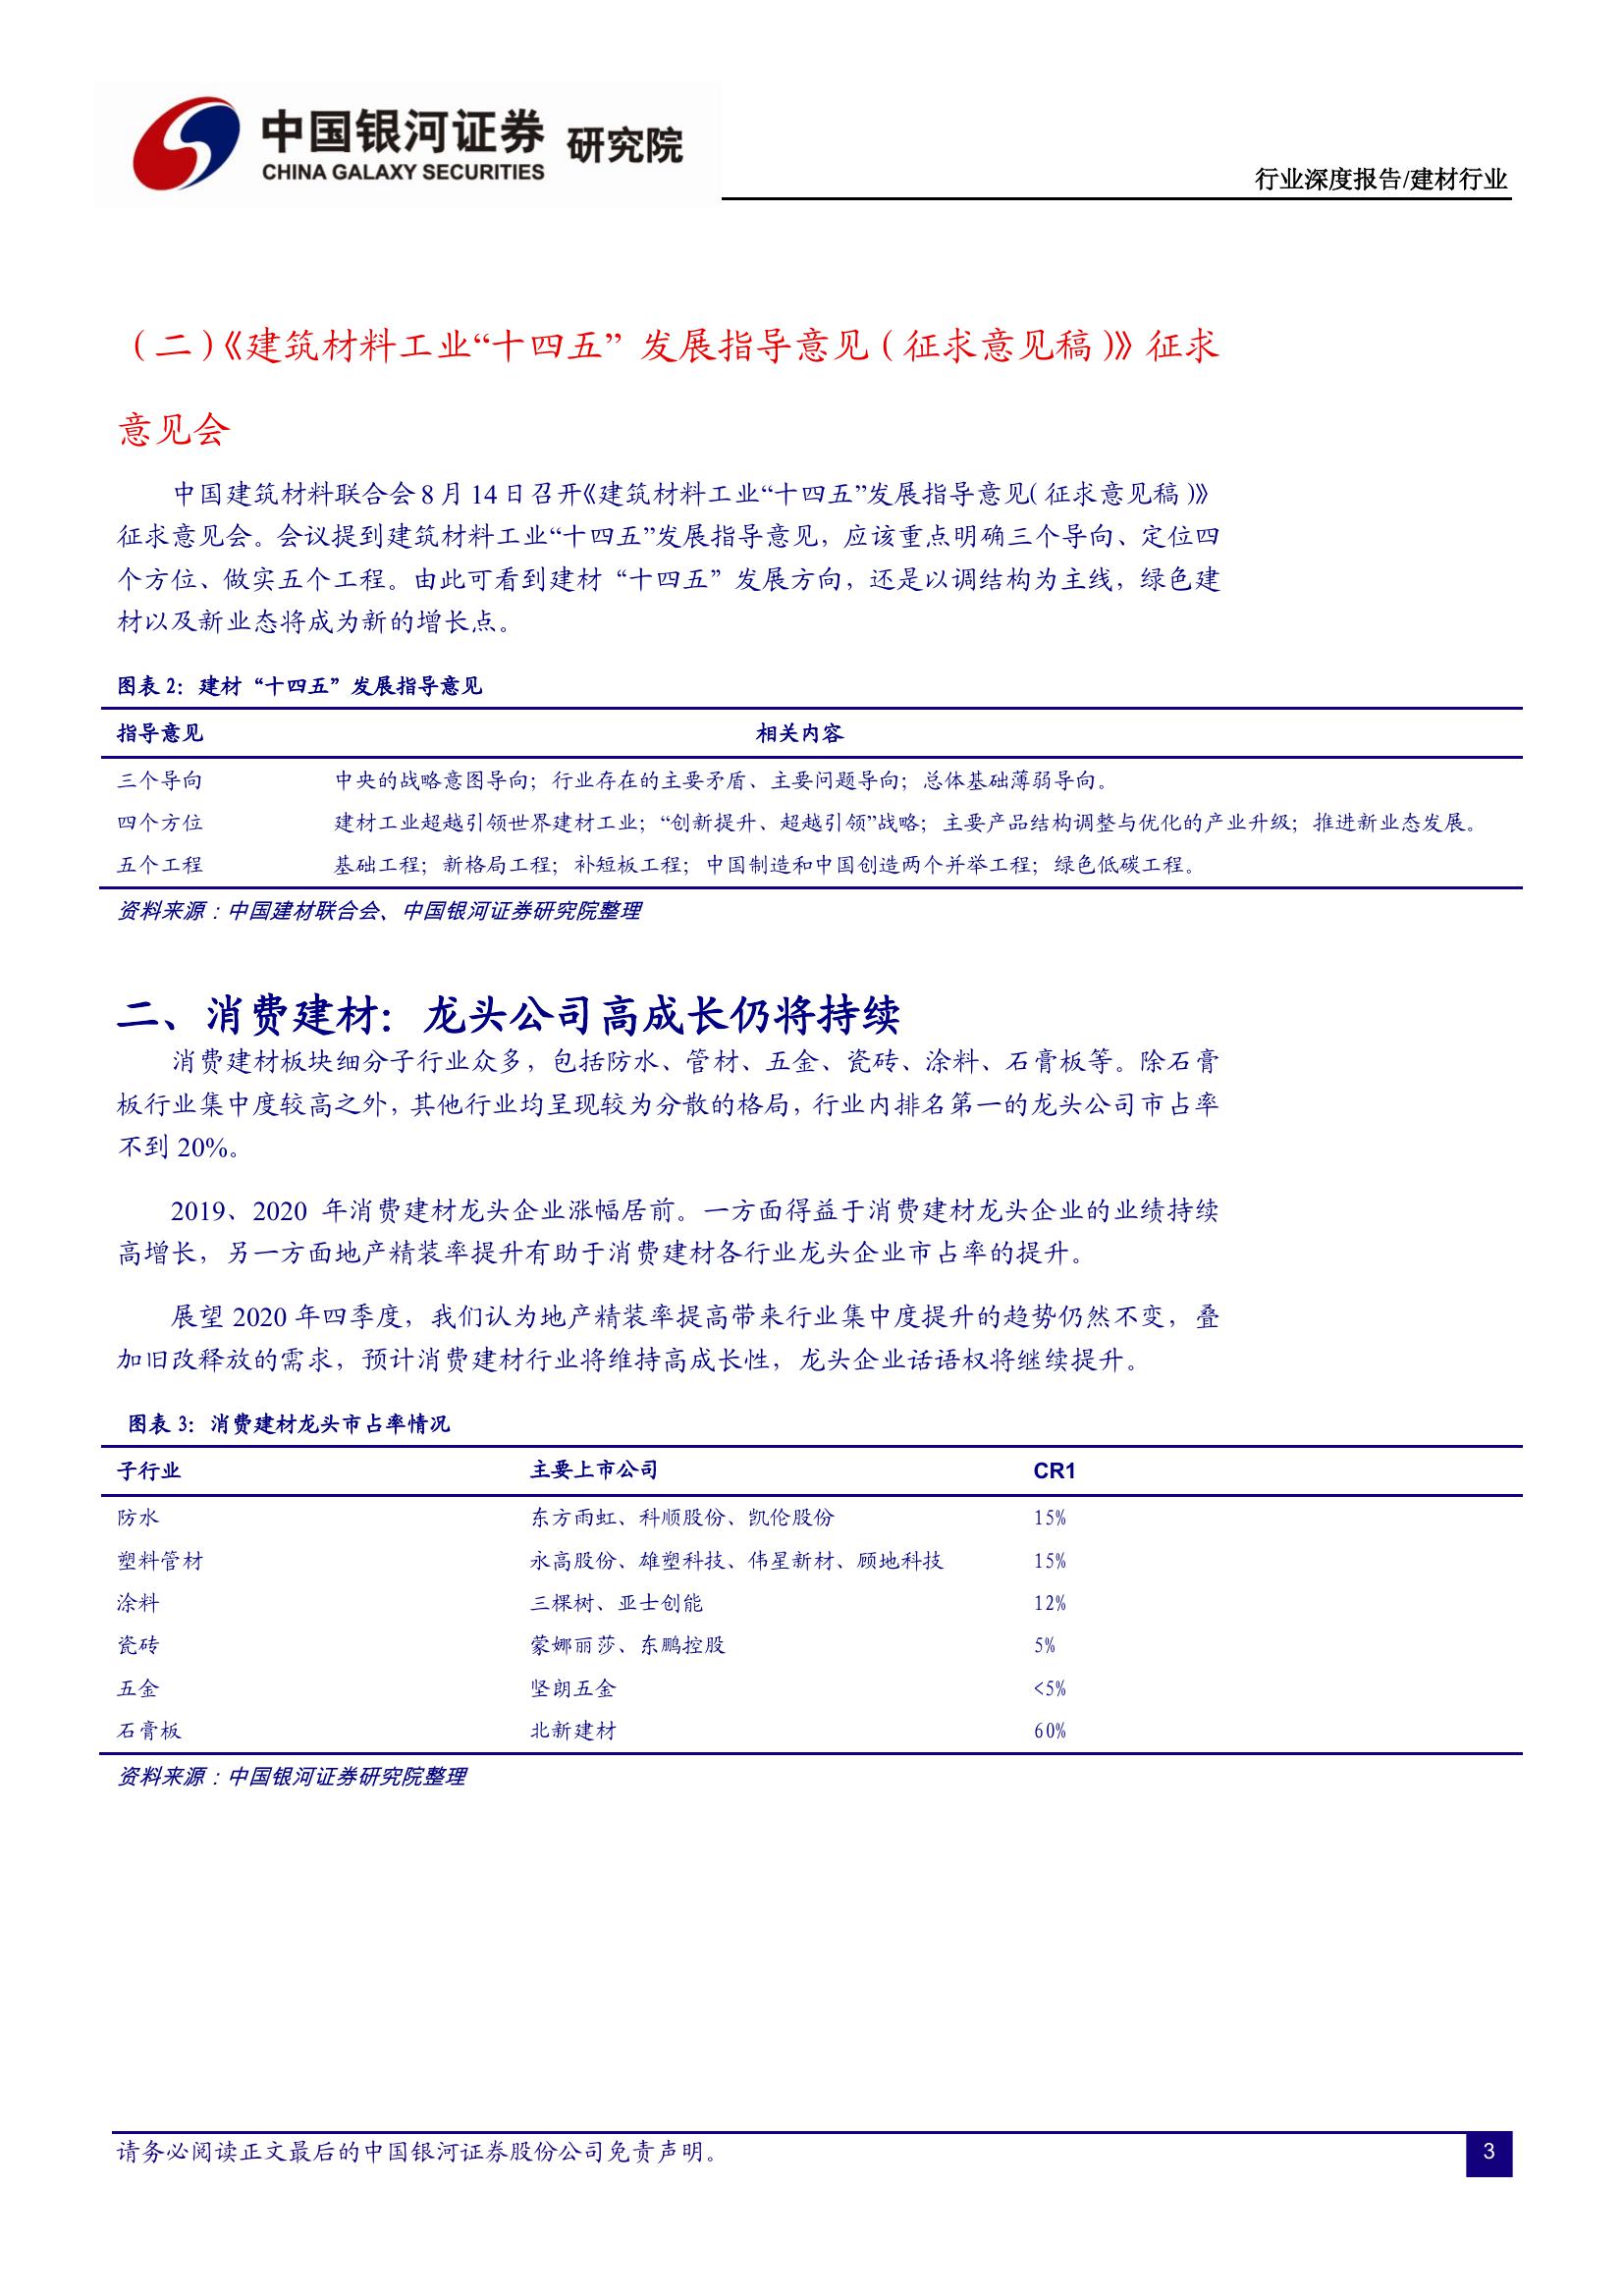 中国银河证券 研究院
CHINA GALAXY SECURITIES
行业深度报告/建材行业
（二）《建筑材料工业“十四五” 发展指导意见（征求意见稿）》征求
意见会
中国建筑材料联合会 8 月 14 日召开《建筑材料工业“十四五”发展指导意见（征求意见稿）》
征求意见会。会议提到建筑材料工业“十四五”发展指导意见，应该重点明确三个导向、定位四
个方位、做实五个工程。由此可看到建材“十四五”发展方向，还是以调结构为主线，绿色建
材以及新业态将成为新的增长点。
图表 2：建材“十四五”发展指导意见
指导意见 相关内容
三个导向 中央的战略意图导向；行业存在的主要矛盾、主要问题导向；总体基础薄弱导向。
四个方位 建材工业超越引领世界建材工业；“创新提升、超越引领”战略；主要产品结构调整与优化的产业升级；推进新业态发展。
五个工程 基础工程；新格局工程；补短板工程；中国制造和中国创造两个并举工程；绿色低碳工程。
资料来源：中国建材联合会、中国银河证券研究院整理
二、消费建材：龙头公司高成长仍将持续
消费建材板块细分子行业众多，包括防水、管材、五金、瓷砖、涂料、石膏板等。除石膏
板行业集中度较高之外，其他行业均呈现较为分散的格局，行业内排名第一的龙头公司市占率
不到 20%。
2019、2020 年消费建材龙头企业涨幅居前。一方面得益于消费建材龙头企业的业绩持续
高增长，另一方面地产精装率提升有助于消费建材各行业龙头企业市占率的提升。
展望 2020 年四季度，我们认为地产精装率提高带来行业集中度提升的趋势仍然不变，叠
加旧改释放的需求，预计消费建材行业将维持高成长性，龙头企业话语权将继续提升。
图表 3：消费建材龙头市占率情况
子行业 主要上市公司 CR1
防水 东方雨虹、科顺股份、凯伦股份 15%
塑料管材 永高股份、雄塑科技、伟星新材、顾地科技 15%
涂料 三棵树、亚士创能 12%
瓷砖 蒙娜丽莎、东鹏控股 5%
五金 坚朗五金 <5%
石膏板 北新建材 60%
资料来源：中国银河证券研究院整理
请务必阅读正文最后的中国银河证券股份公司免责声明。
3